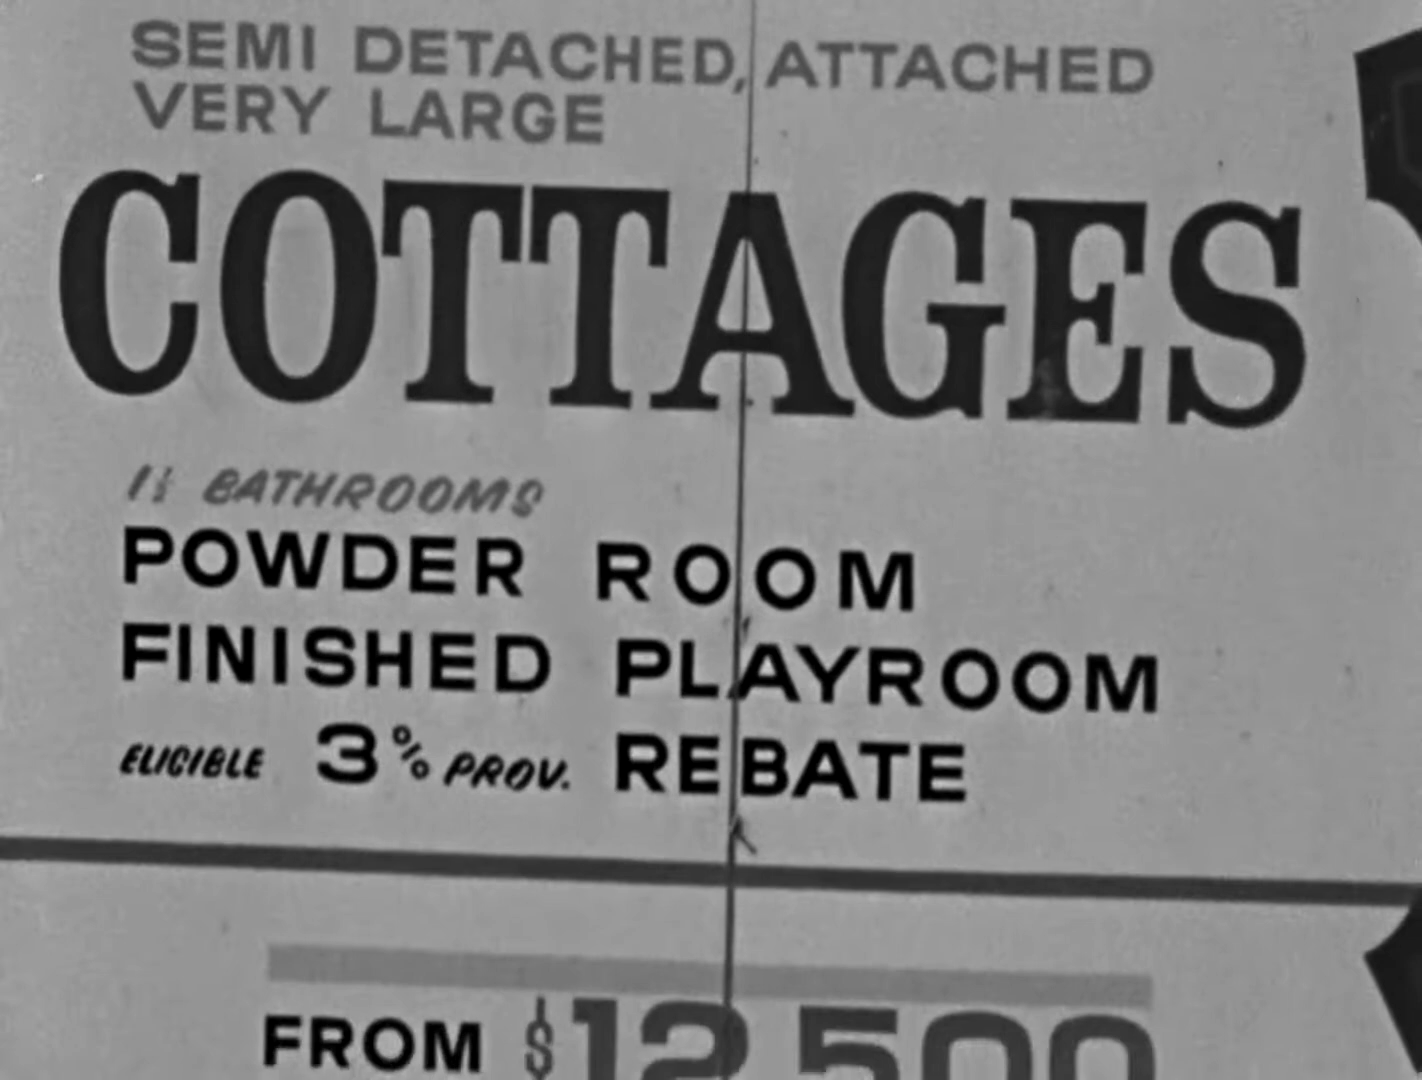 SEMI DETACHED, ATTACHED
VERY LARGE
COTTAGES
1½ BATHROOMS
POWDER ROOM
FINISHED PLAYROOM
ELIGIBLE 3% PROV. REBATE
FROM $12,500